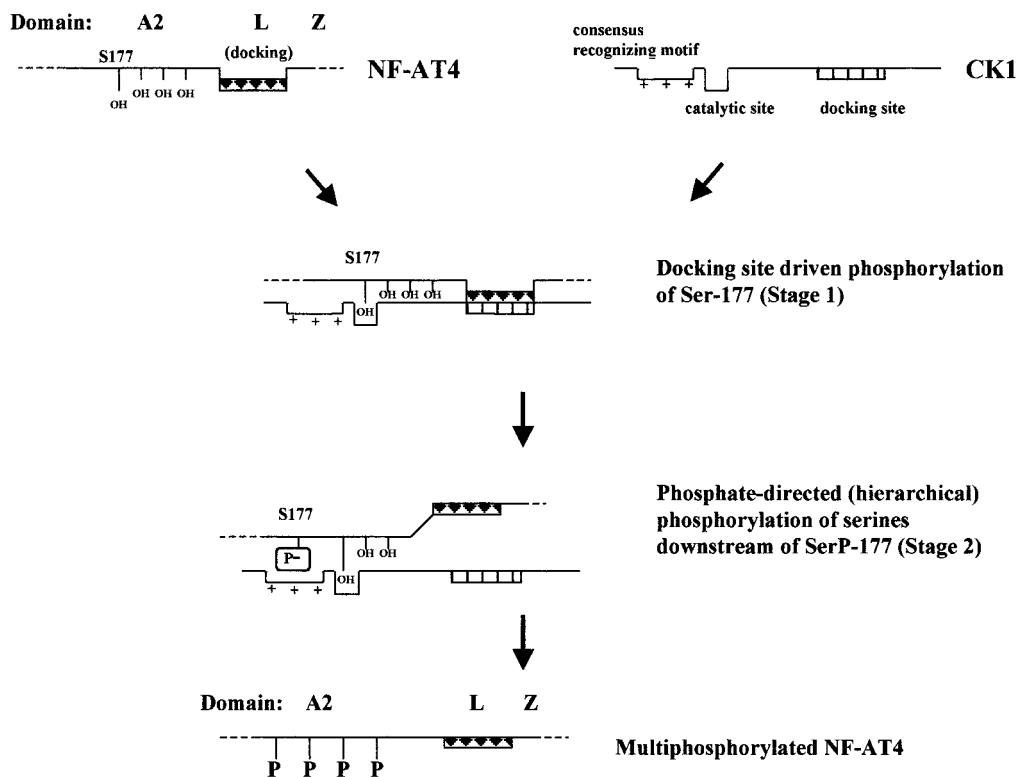 Domain: A2 L Z
(docking)
S177
OH OH OH OH
NF-AT4
consensus
recognizing motif
+ + +
catalytic site
docking site
CK1
S177
OH OH OH
+ + +
OH
Docking site driven phosphorylation
of Ser-177 (Stage 1)
S177
P–
OH OH
+ + +
OH
Phosphate-directed (hierarchical)
phosphorylation of serines
downstream of SerP-177 (Stage 2)
Domain: A2 L Z
P P P P
Multiphosphorylated NF-AT4